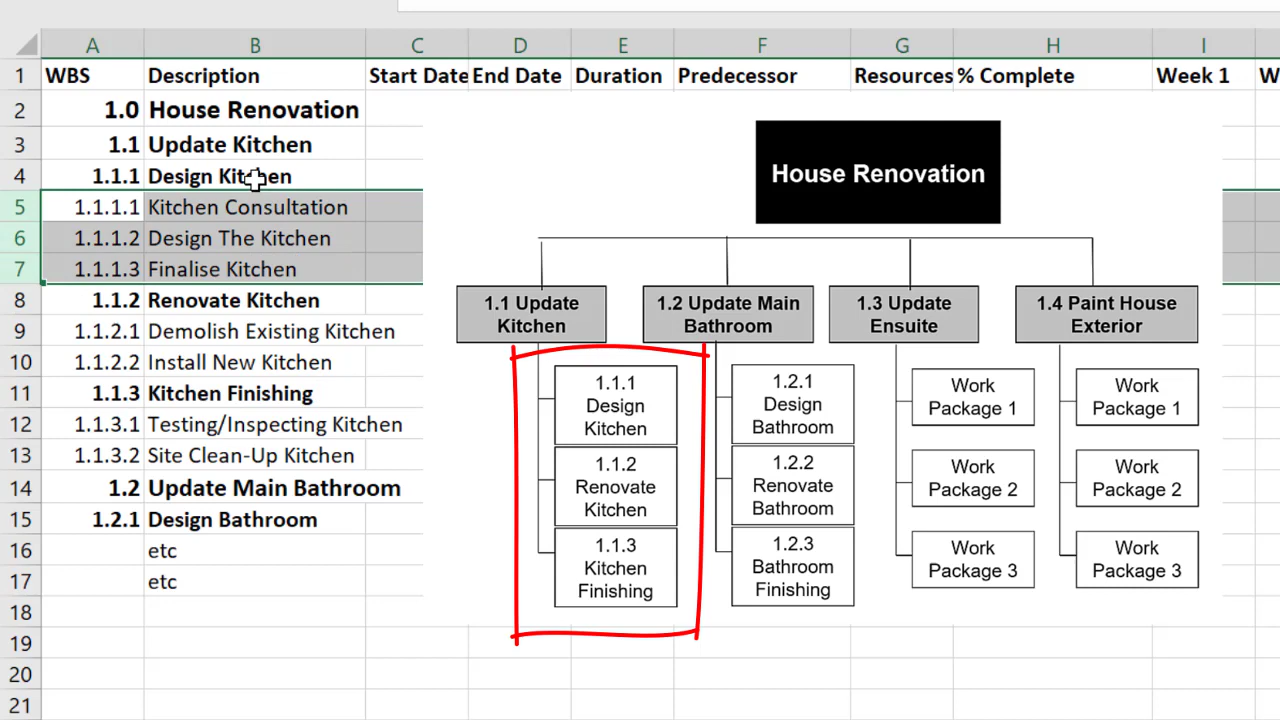 A B C D E F G H I
1 WBS Description Start Date End Date Duration Predecessor Resources % Complete Week 1
2 1.0 House Renovation
3 1.1 Update Kitchen
4 1.1.1 Design Kitchen
5 1.1.1.1 Kitchen Consultation
6 1.1.1.2 Design The Kitchen
7 1.1.1.3 Finalise Kitchen
8 1.1.2 Renovate Kitchen
9 1.1.2.1 Demolish Existing Kitchen
10 1.1.2.2 Install New Kitchen
11 1.1.3 Kitchen Finishing
12 1.1.3.1 Testing/Inspecting Kitchen
13 1.1.3.2 Site Clean-Up Kitchen
14 1.2 Update Main Bathroom
15 1.2.1 Design Bathroom
16 etc
17 etc
18
19
20
21
House Renovation
1.1 Update
Kitchen
1.2 Update Main
Bathroom
1.3 Update
Ensuite
1.4 Paint House
Exterior
1.1.1
Design
Kitchen
1.1.2
Renovate
Kitchen
1.1.3
Kitchen
Finishing
1.2.1
Design
Bathroom
1.2.2
Renovate
Bathroom
1.2.3
Bathroom
Finishing
Work
Package 1
Work
Package 2
Work
Package 3
Work
Package 1
Work
Package 2
Work
Package 3